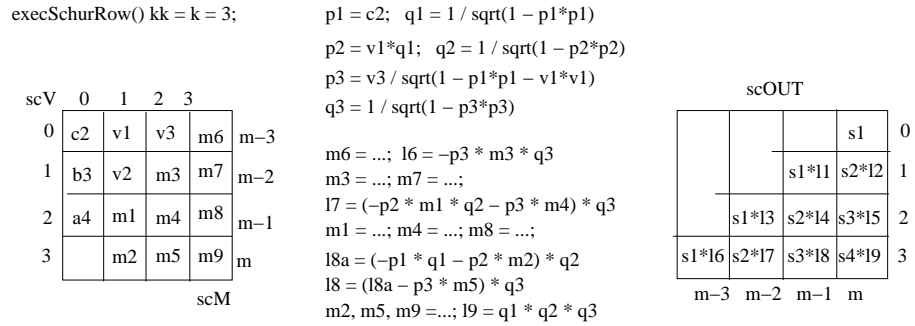 execSchurRow() kk = k = 3;
p1 = c2; q1 = 1 / sqrt(1 – p1*p1)
p2 = v1*q1; q2 = 1 / sqrt(1 – p2*p2)
p3 = v3 / sqrt(1 – p1*p1 – v1*v1)
q3 = 1 / sqrt(1 – p3*p3)
m6 = ...; l6 = –p3 * m3 * q3
m3 = ...; m7 = ...;
l7 = (–p2 * m1 * q2 – p3 * m4) * q3
m1 = ...; m4 = ...; m8 = ...;
l8a = (–p1 * q1 – p2 * m2) * q2
l8 = (l8a – p3 * m5) * q3
m2, m5, m9 =...; l9 = q1 * q2 * q3
scV 0 1 2 3
0 c2 v1 v3 m6 m–3
1 b3 v2 m3 m7 m–2
2 a4 m1 m4 m8 m–1
3 m2 m5 m9 m
scM
scOUT
s1 0
s1*l1 s2*l2 1
s1*l3 s2*l4 s3*l5 2
s1*l6 s2*l7 s3*l8 s4*l9 3
m–3 m–2 m–1 m